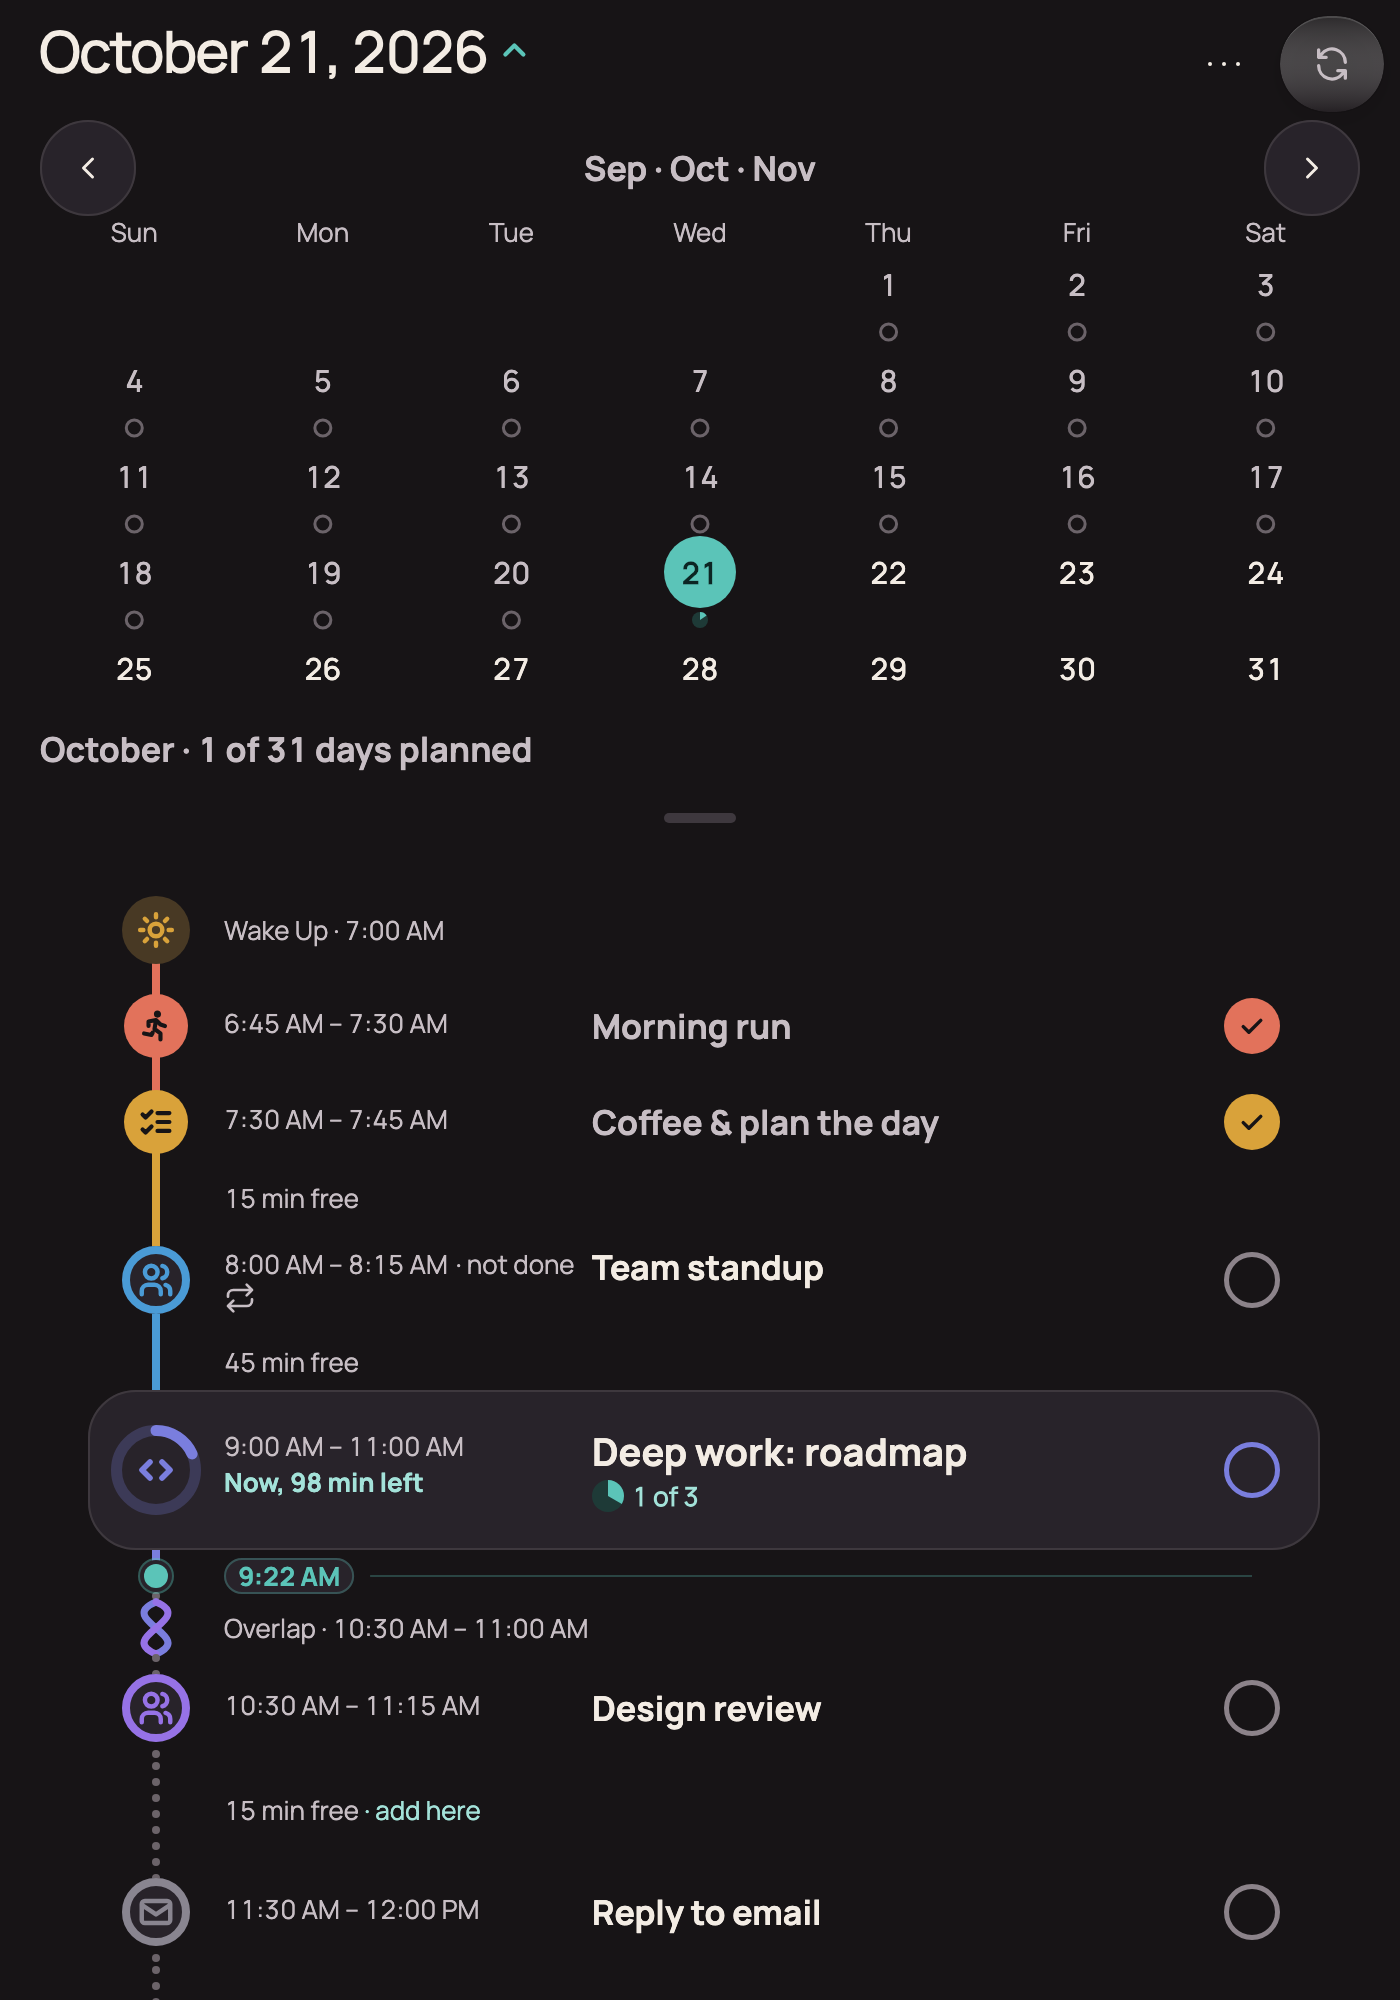 October 21, 2026
Sep · Oct · Nov
Sun Mon Tue Wed Thu Fri Sat
1 2 3
4 5 6 7 8 9 10
11 12 13 14 15 16 17
18 19 20 21 22 23 24
25 26 27 28 29 30 31
October · 1 of 31 days planned
Wake Up · 7:00 AM
6:45 AM – 7:30 AM Morning run
7:30 AM – 7:45 AM Coffee & plan the day
15 min free
8:00 AM – 8:15 AM · not done Team standup
45 min free
9:00 AM – 11:00 AM Deep work: roadmap
Now, 98 min left 1 of 3
9:22 AM
Overlap · 10:30 AM – 11:00 AM
10:30 AM – 11:15 AM Design review
15 min free · add here
11:30 AM – 12:00 PM Reply to email